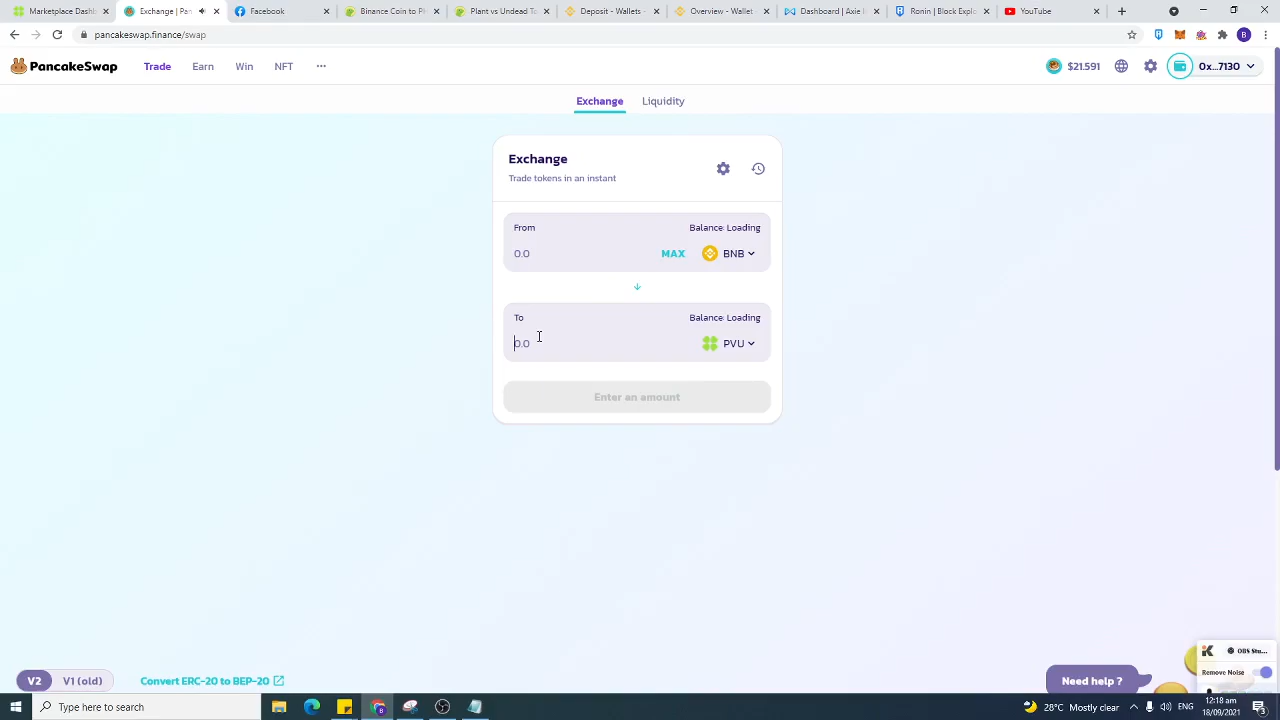 Marketplace Dashb
Exchange | Pan
Facebook
Binance Coin to Pl
Plant vs Undead To
Deposit - Wallets -
Overview - Wallet
Dashboard | Axie I
Ronin | Block Explo
YouTube
pancakeswap.finance/swap
B
PancakeSwap
Trade
Earn
Win
NFT
$21.591
0x...7130
Exchange
Liquidity
Exchange
Trade tokens in an instant
From
Balance: Loading
0.0
MAX
BNB
To
Balance: Loading
0.0
PVU
Enter an amount
V2
V1 (old)
Convert ERC-20 to BEP-20
Need help ?
OBS Stu...
Remove Noise
Type here to search
28°C Mostly clear
12:18 am
18/09/2021